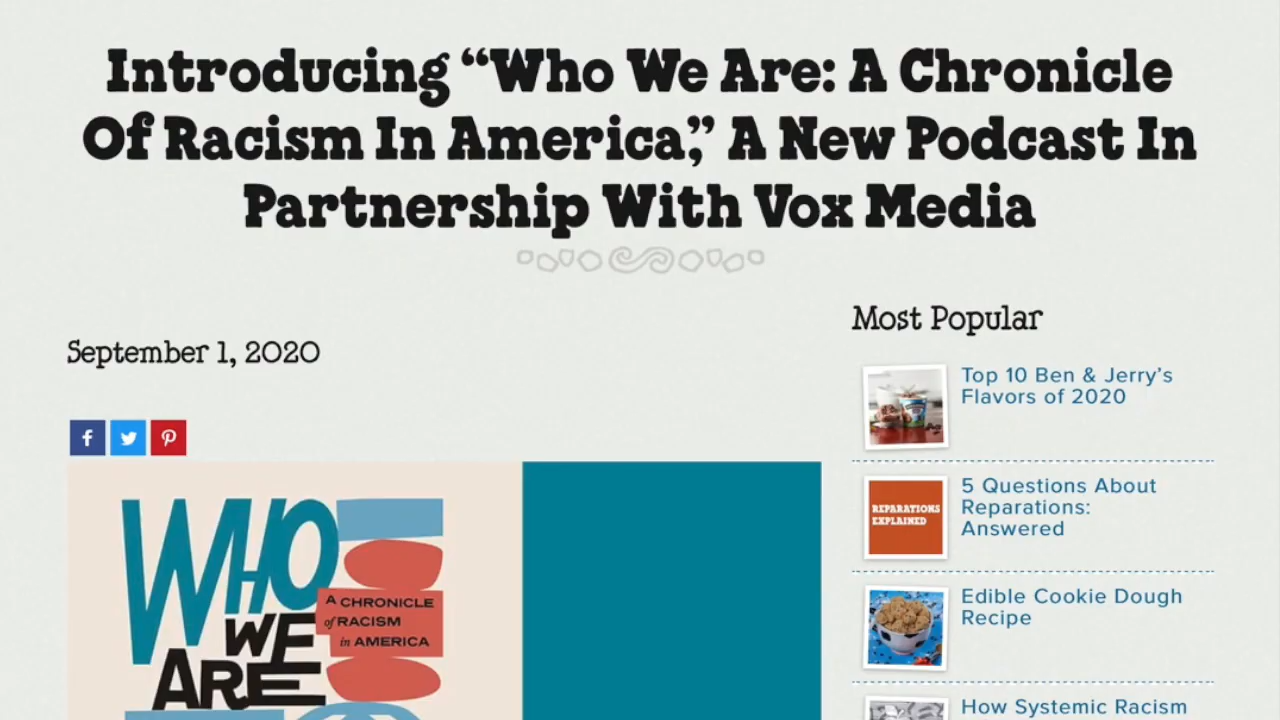 Introducing “Who We Are: A Chronicle
Of Racism In America,” A New Podcast In
Partnership With Vox Media
September 1, 2020
Most Popular
Top 10 Ben & Jerry’s
Flavors of 2020
REPARATIONS
EXPLAINED
5 Questions About
Reparations:
Answered
Edible Cookie Dough
Recipe
How Systemic Racism
WHO
WE
ARE
A CHRONICLE
of RACISM
in AMERICA